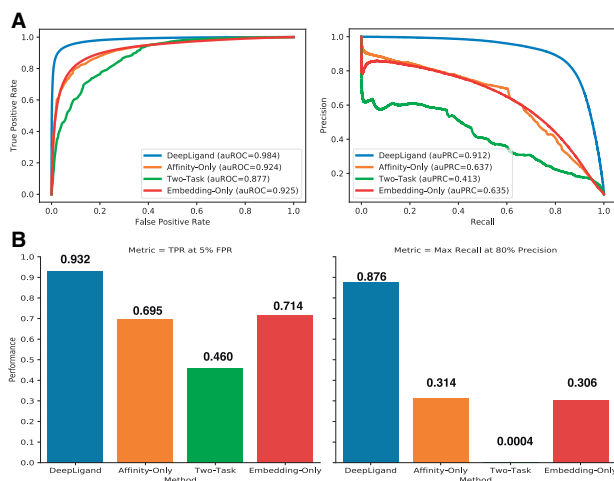 A
1.0
0.8
0.6
0.4
0.2
0.0
True Positive Rate
0.0 0.2 0.4 0.6 0.8 1.0
False Positive Rate
DeepLigand (auROC=0.984)
Affinity-Only (auROC=0.924)
Two-Task (auROC=0.877)
Embedding-Only (auROC=0.925)
1.0
0.8
0.6
0.4
0.2
Precision
0.0 0.2 0.4 0.6 0.8 1.0
Recall
DeepLigand (auPRC=0.912)
Affinity-Only (auPRC=0.637)
Two-Task (auPRC=0.413)
Embedding-Only (auPRC=0.635)
B
Metric = TPR at 5% FPR
1.0
0.9
0.8
0.7
0.6
0.5
0.4
0.3
0.2
0.1
0.0
Performance
0.932
0.695
0.460
0.714
DeepLigand Affinity-Only Two-Task Embedding-Only
Method
Metric = Max Recall at 80% Precision
0.876
0.314
0.0004
0.306
DeepLigand Affinity-Only Two-Task Embedding-Only
Method